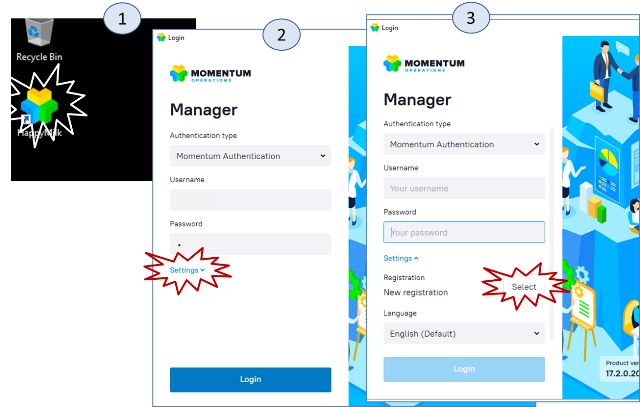 1
Recycle Bin
HappyMilk
2
Login
MOMENTUM
OPERATIONS
Manager
Authentication type
Momentum Authentication
Username
Password
•
Settings
Login
3
Login
MOMENTUM
OPERATIONS
Manager
Authentication type
Momentum Authentication
Username
Your username
Password
Your password
Settings
Registration
New registration
Select
Language
English (Default)
Login
Product ver
17.2.0.20